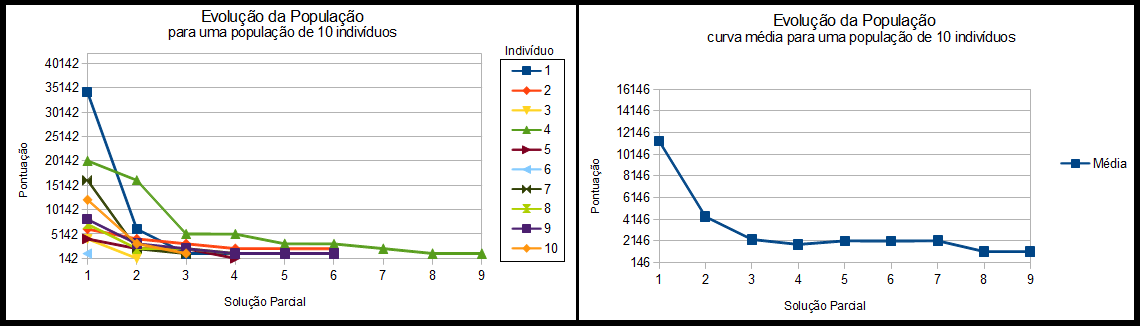 Evolução da População
para uma população de 10 indivíduos
Indivíduo
40142
35142
30142
25142
20142
15142
10142
5142
142
Pontuação
1 2 3 4 5 6 7 8 9
Solução Parcial
1
2
3
4
5
6
7
8
9
10
Evolução da População
curva média para uma população de 10 indivíduos
16146
14146
12146
10146
8146
6146
4146
2146
146
Pontuação
1 2 3 4 5 6 7 8 9
Solução Parcial
Média